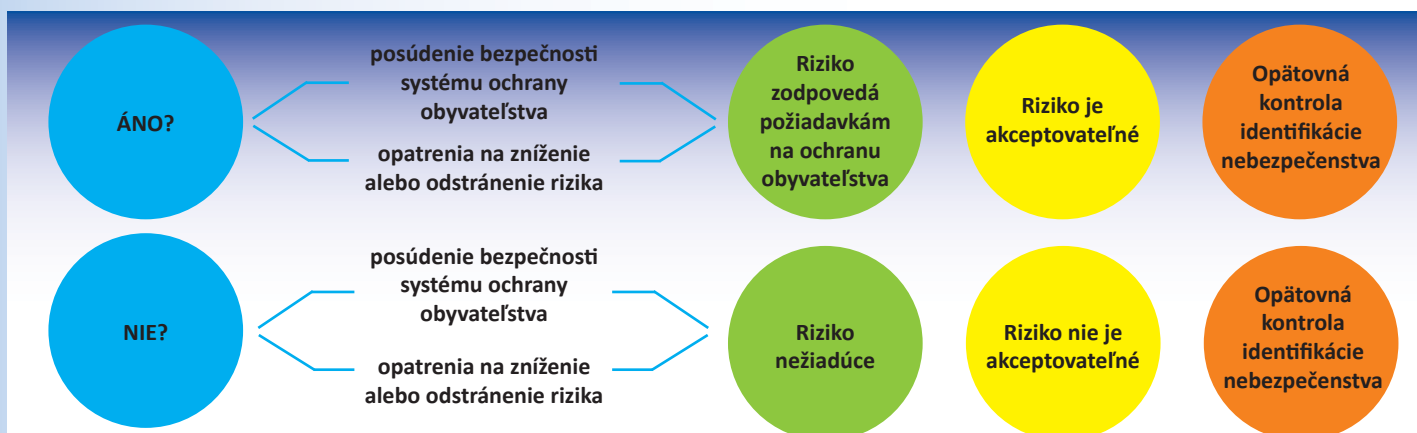 ÁNO?
posúdenie bezpečnosti
systému ochrany
obyvateľstva
opatrenia na zníženie
alebo odstránenie rizika
Riziko
zodpovedá
požiadavkám
na ochranu
obyvateľstva
Riziko je
akceptovateľné
Opätovná
kontrola
identifikácie
nebezpečenstva
NIE?
posúdenie bezpečnosti
systému ochrany
obyvateľstva
opatrenia na zníženie
alebo odstránenie rizika
Riziko
nežiadúce
Riziko nie je
akceptovateľné
Opätovná
kontrola
identifikácie
nebezpečenstva